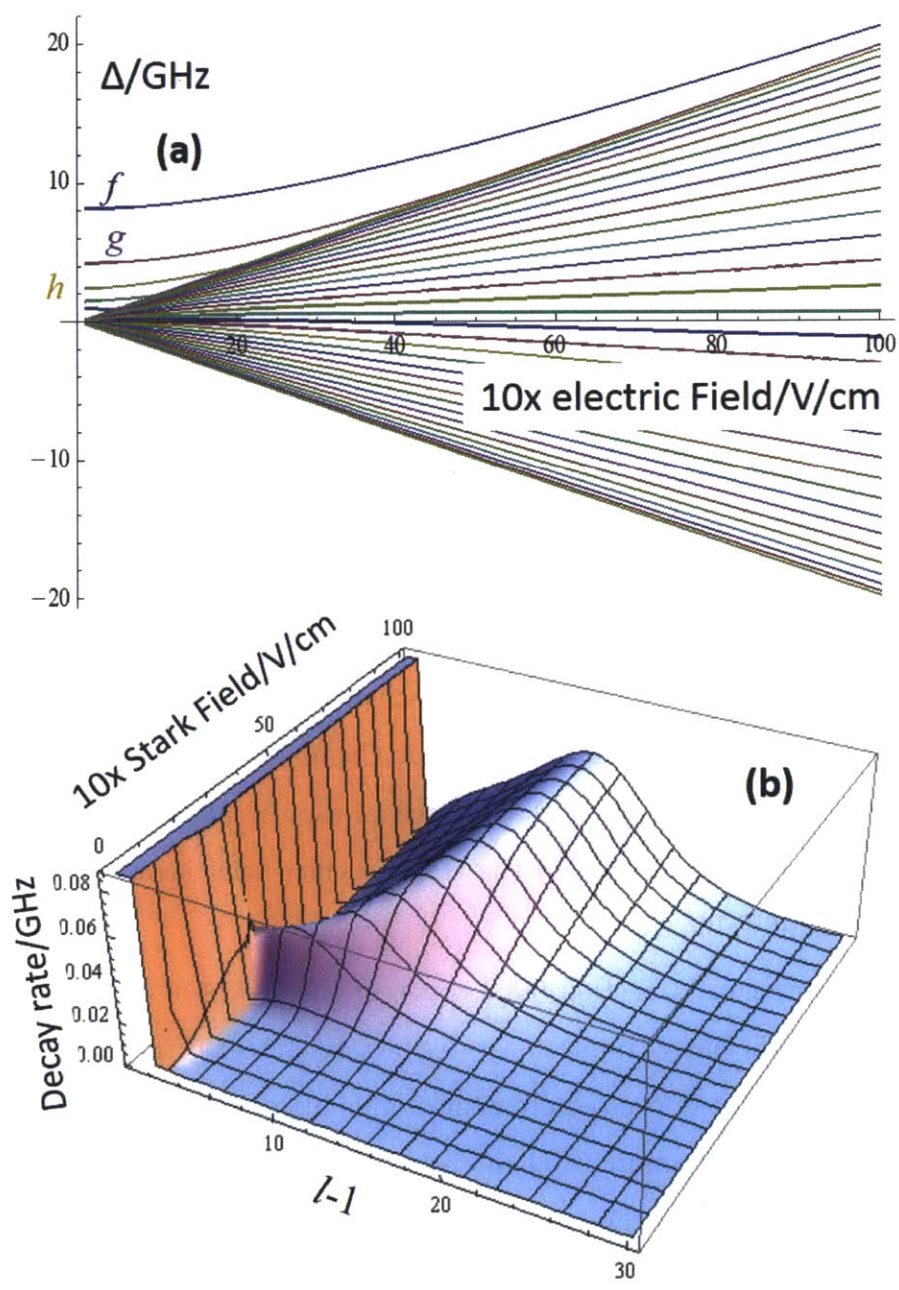 20
Δ/GHz
(a)
f
10
g
h
20
40
60
80
100
10x electric Field/V/cm
−10
−20
10x Stark Field/V/cm
100
50
0
(b)
0.08
0.06
0.04
0.02
0.00
Decay rate/GHz
10
20
30
l-1